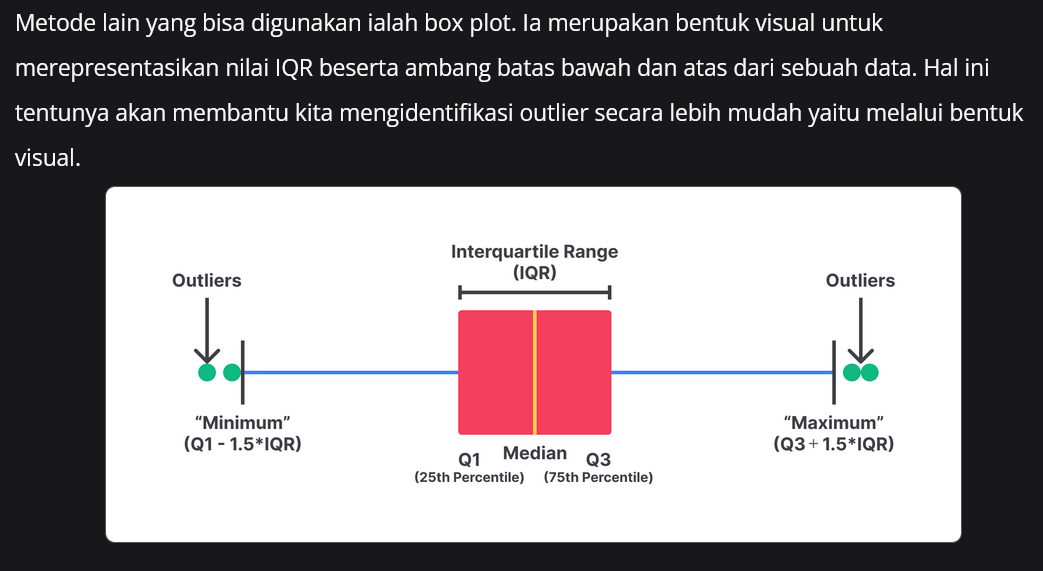 Metode lain yang bisa digunakan ialah box plot. Ia merupakan bentuk visual untuk
merepresentasikan nilai IQR beserta ambang batas bawah dan atas dari sebuah data. Hal ini
tentunya akan membantu kita mengidentifikasi outlier secara lebih mudah yaitu melalui bentuk
visual.
Interquartile Range
(IQR)
Outliers
Outliers
“Minimum”
(Q1 - 1.5*IQR)
“Maximum”
(Q3 + 1.5*IQR)
Q1
Median
Q3
(25th Percentile)
(75th Percentile)